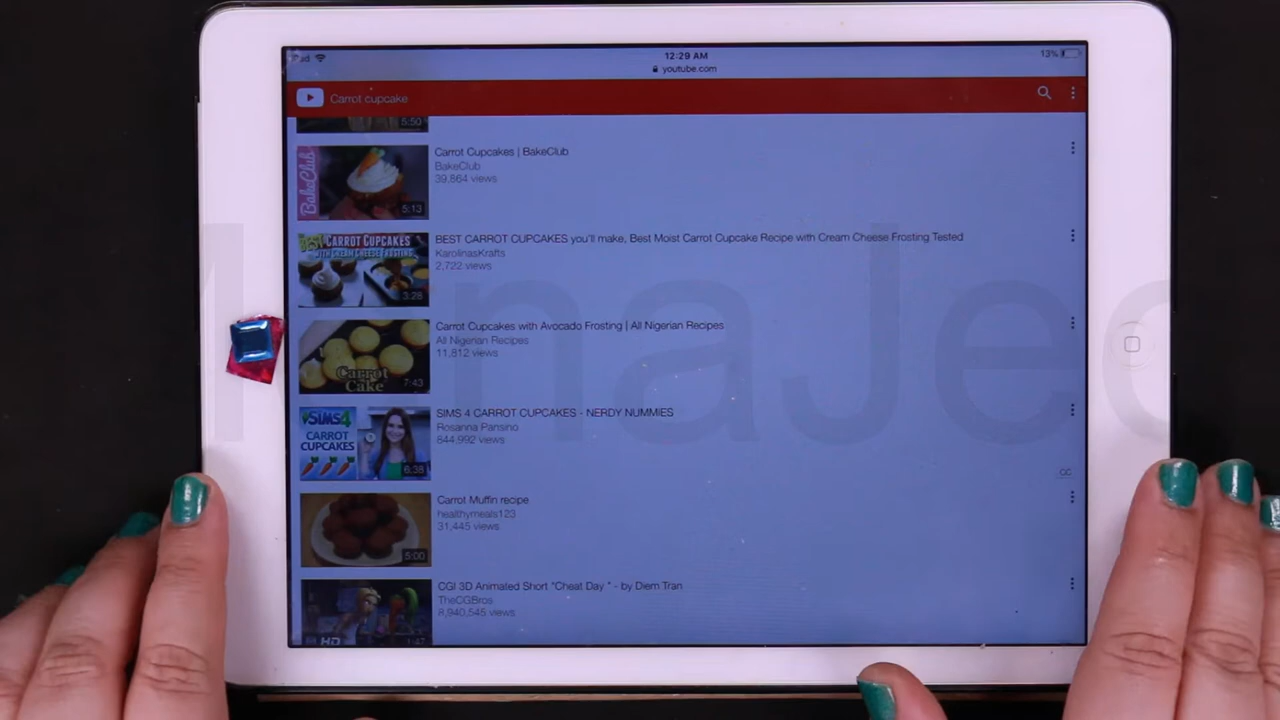 12:29 AM
13%
youtube.com
Carrot cupcake
5:50
Carrot Cupcakes | BakeClub
BakeClub
39,864 views
BakeClub
5:13
BEST CARROT CUPCAKES you'll make, Best Moist Carrot Cupcake Recipe with Cream Cheese Frosting Tested
KarolinasKrafts
2,722 views
BEST CARROT CUPCAKES
WITH CREAM CHEESE FROSTING
3:28
Carrot Cupcakes with Avocado Frosting | All Nigerian Recipes
All Nigerian Recipes
11,812 views
Carrot
Cake
7:43
SIMS 4 CARROT CUPCAKES - NERDY NUMMIES
Rosanna Pansino
844,992 views
SIMS4
CARROT
CUPCAKES
6:38
CC
Carrot Muffin recipe
healthymeals123
31,445 views
5:00
CGI 3D Animated Short "Cheat Day " - by Diem Tran
TheCGBros
8,940,545 views
HD
1:47